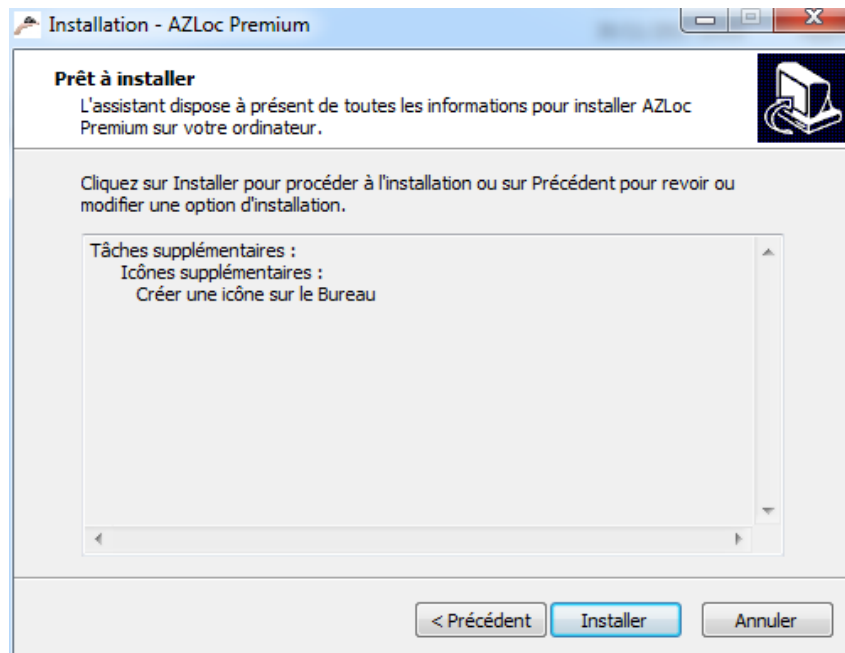 Installation - AZLoc Premium
Prêt à installer
L'assistant dispose à présent de toutes les informations pour installer AZLoc
Premium sur votre ordinateur.
Cliquez sur Installer pour procéder à l'installation ou sur Précédent pour revoir ou
modifier une option d'installation.
Tâches supplémentaires :
Icônes supplémentaires :
Créer une icône sur le Bureau
< Précédent
Installer
Annuler